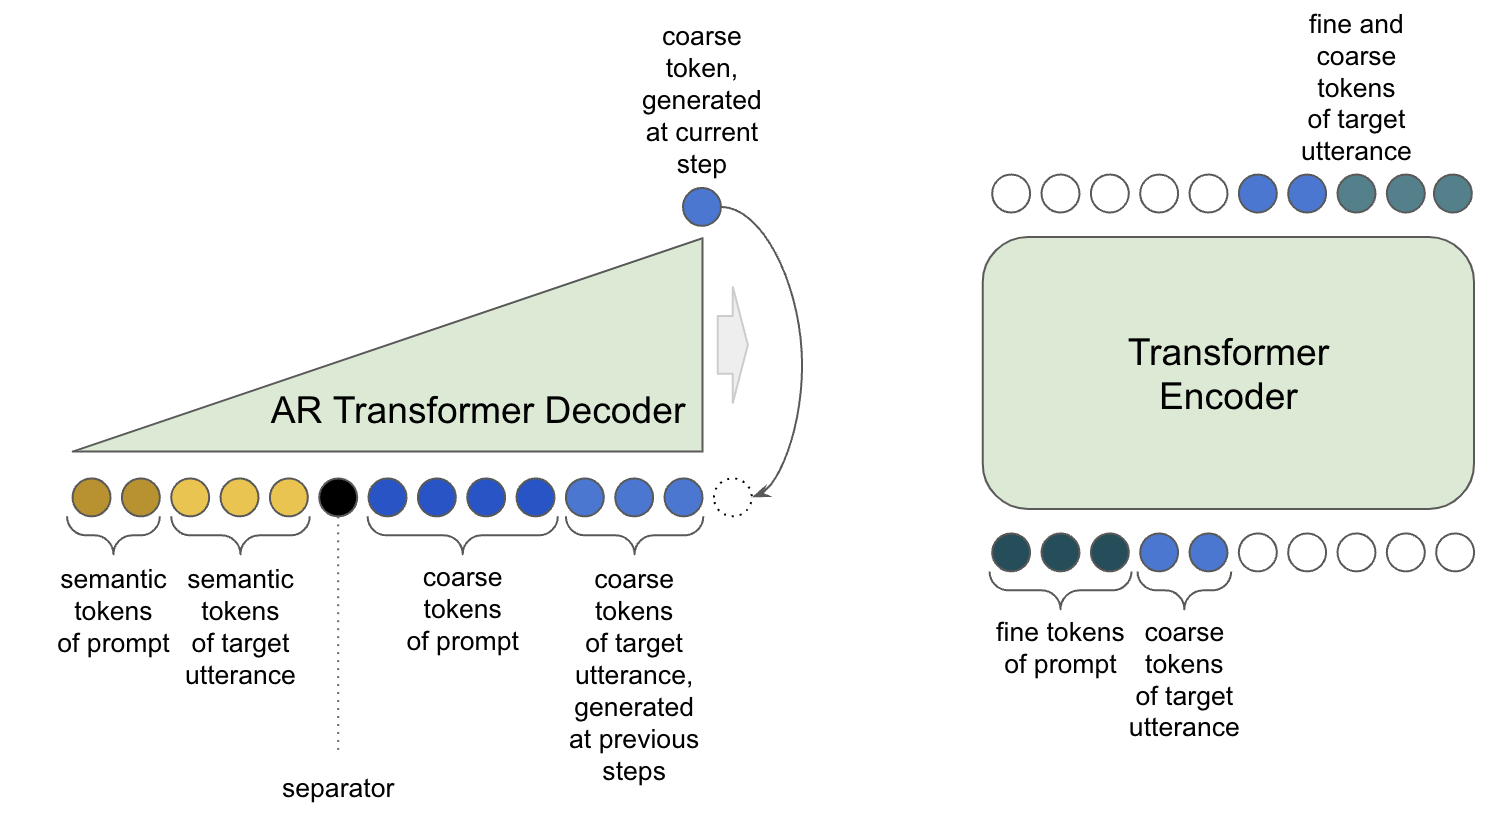 coarse
token,
generated
at current
step
AR Transformer Decoder
semantic
tokens
of prompt
semantic
tokens
of target
utterance
separator
coarse
tokens
of prompt
coarse
tokens
of target
utterance,
generated
at previous
steps
fine and
coarse
tokens
of target
utterance
Transformer
Encoder
fine tokens
of prompt
coarse
tokens
of target
utterance